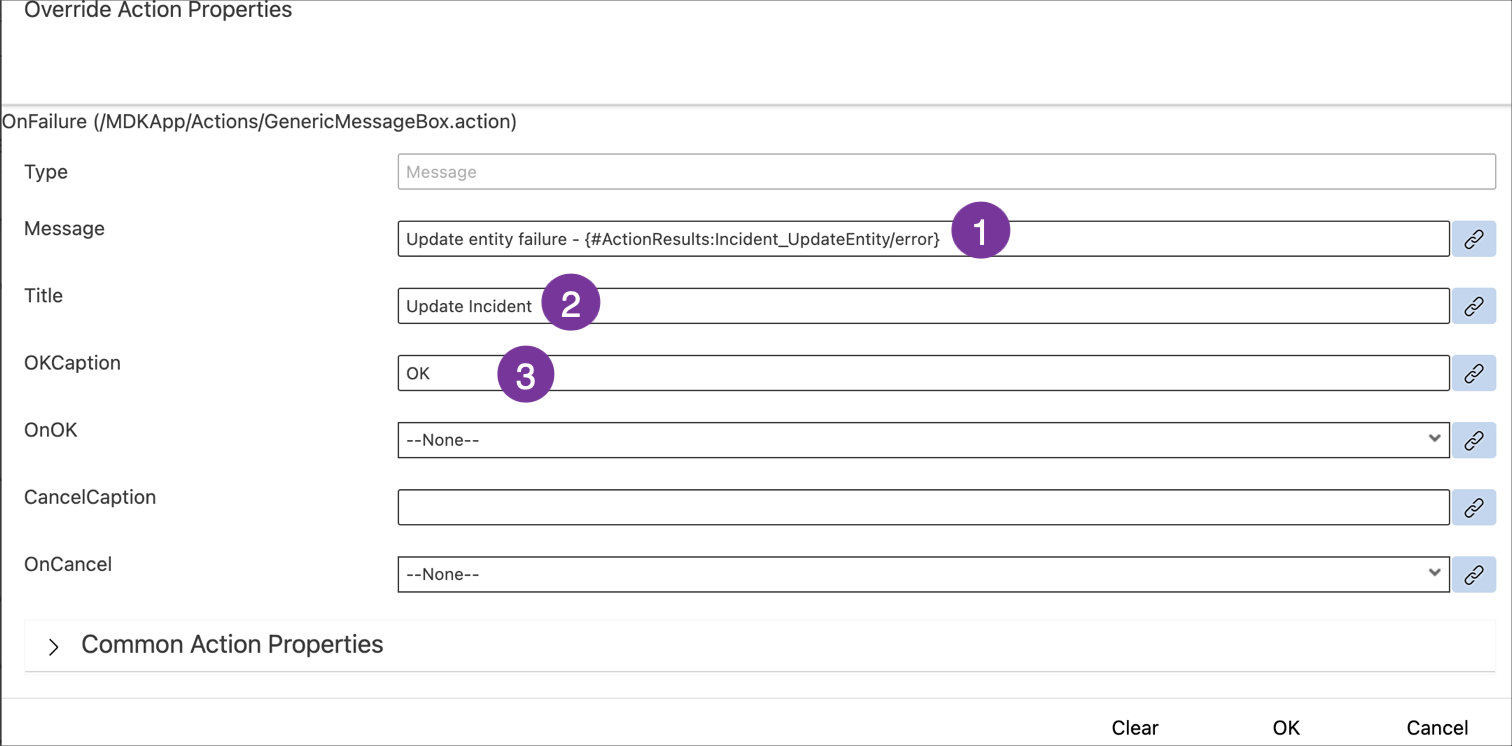 Override Action Properties
OnFailure (/MDKApp/Actions/GenericMessageBox.action)
Type
Message
Message
Update entity failure - {#ActionResults:Incident_UpdateEntity/error}
1
Title
Update Incident
2
OKCaption
OK
3
OnOK
--None--
CancelCaption
OnCancel
--None--
Common Action Properties
Clear
OK
Cancel